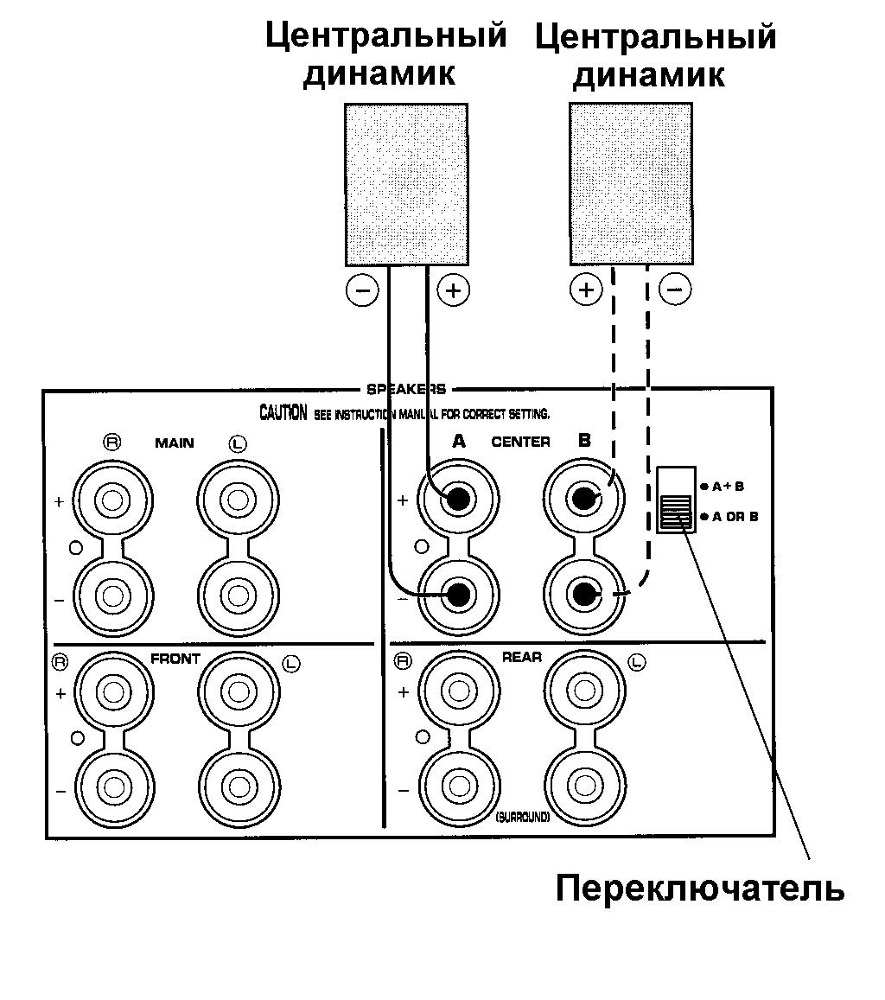 Центральный Центральный
динамик динамик
− + + −
SPEAKERS
CAUTION SEE INSTRUCTION MANUAL FOR CORRECT SETTING.
R MAIN L A CENTER B
+ + • A+B
• A OR B
− −
R FRONT L R REAR L
+ +
− −
(SURROUND)
Переключатель